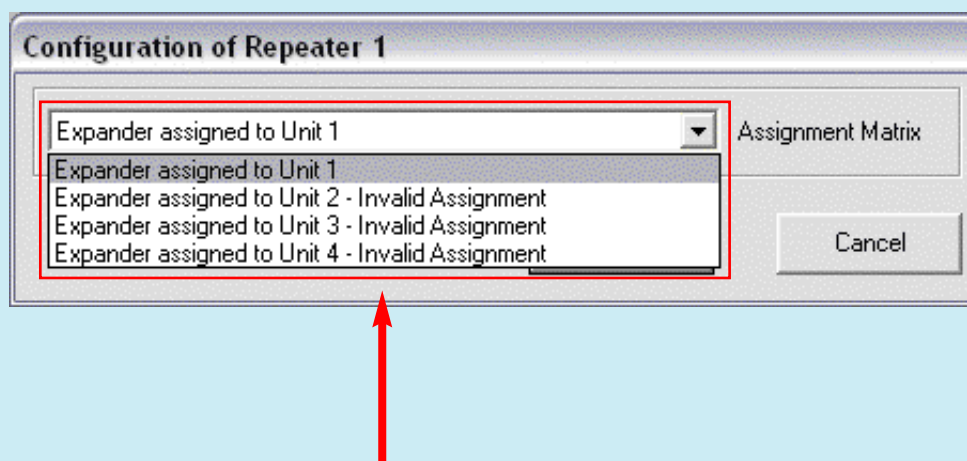 Configuration of Repeater 1
Expander assigned to Unit 1
Assignment Matrix
Expander assigned to Unit 1
Expander assigned to Unit 2 - Invalid Assignment
Expander assigned to Unit 3 - Invalid Assignment
Expander assigned to Unit 4 - Invalid Assignment
Cancel